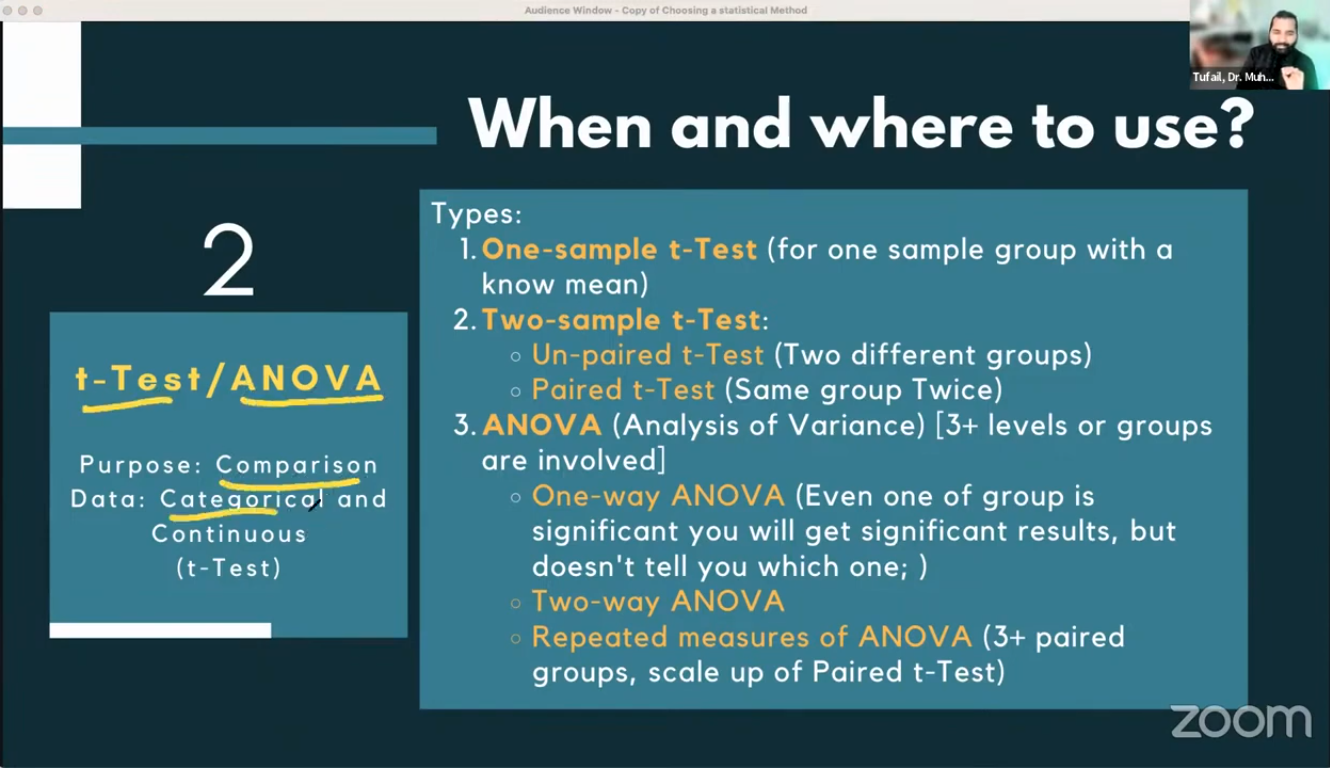 Audience Window - Copy of Choosing a statistical Method
Tufail, Dr. Muh...
When and where to use?
2
t-Test/ANOVA
Purpose: Comparison
Data: Categorical and
Continuous
(t-Test)
Types:
1. One-sample t-Test (for one sample group with a
know mean)
2. Two-sample t-Test:
○ Un-paired t-Test (Two different groups)
○ Paired t-Test (Same group Twice)
3. ANOVA (Analysis of Variance) [3+ levels or groups
are involved]
○ One-way ANOVA (Even one of group is
significant you will get significant results, but
doesn't tell you which one; )
○ Two-way ANOVA
○ Repeated measures of ANOVA (3+ paired
groups, scale up of Paired t-Test)
zoom